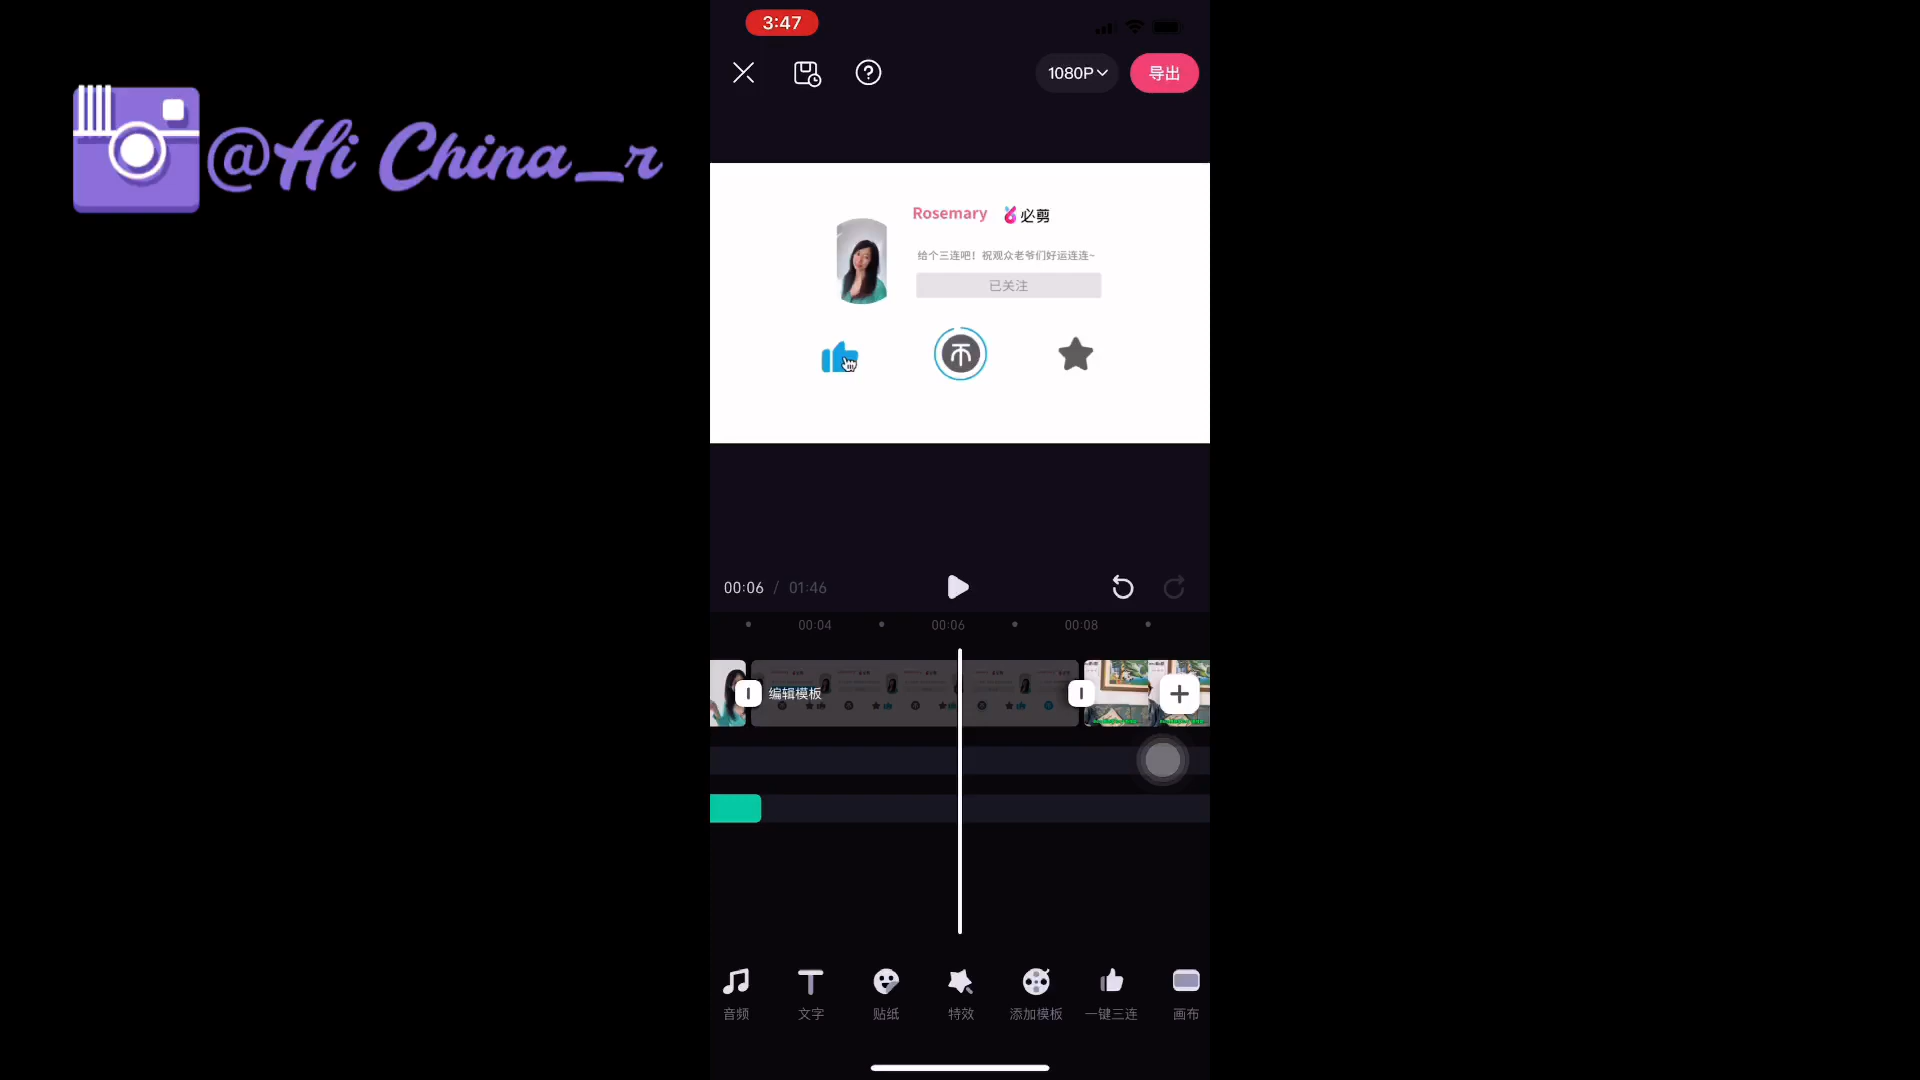 3:47
1080P
导出
@Hi China_r
Rosemary
必剪
给个三连吧！祝观众老爷们好运连连~
已关注
00:06 / 01:46
00:04
00:06
00:08
编辑模板
音频
文字
贴纸
特效
添加模板
一键三连
画布